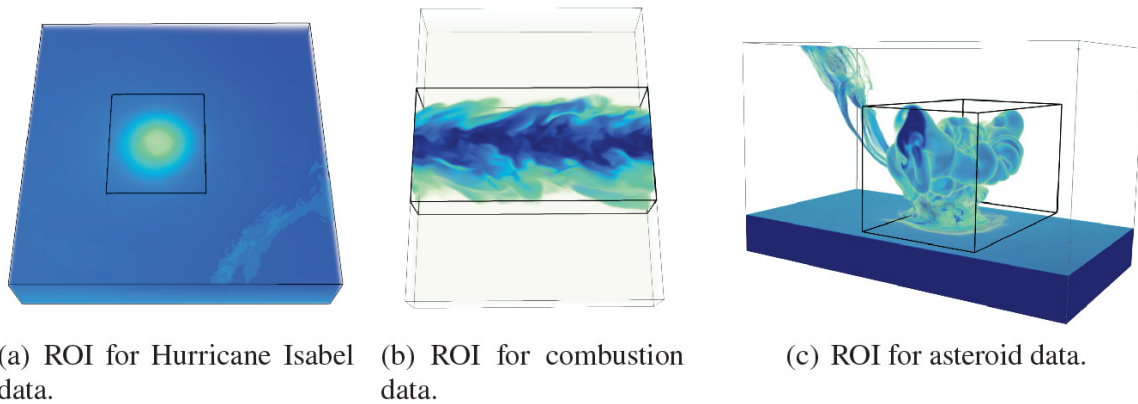 (a) ROI for Hurricane Isabel
data.
(b) ROI for combustion
data.
(c) ROI for asteroid data.